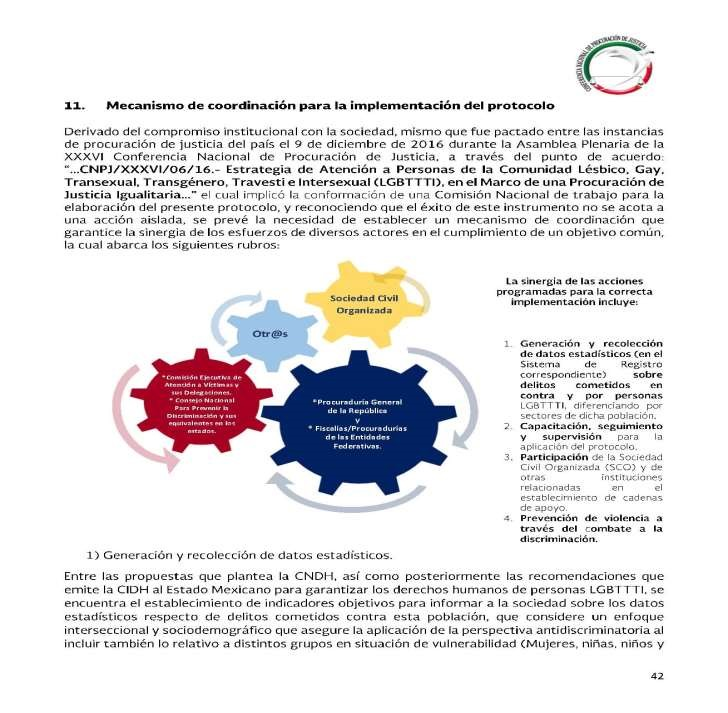 CONFERENCIA NACIONAL DE PROCURACIÓN DE JUSTICIA
11. Mecanismo de coordinación para la implementación del protocolo
Derivado del compromiso institucional con la sociedad, mismo que fue pactado entre las instancias
de procuración de justicia del país el 9 de diciembre de 2016 durante la Asamblea Plenaria de la
XXXVI Conferencia Nacional de Procuración de Justicia, a través del punto de acuerdo:
“...CNPJ/XXXVI/06/16.- Estrategia de Atención a Personas de la Comunidad Lésbico, Gay,
Transexual, Transgénero, Travesti e Intersexual (LGBTTTI), en el Marco de una Procuración de
Justicia Igualitaria...” el cual implicó la conformación de una Comisión Nacional de trabajo para la
elaboración del presente protocolo, y reconociendo que el éxito de este instrumento no se acota a
una acción aislada, se prevé la necesidad de establecer un mecanismo de coordinación que
garantice la sinergia de los esfuerzos de diversos actores en el cumplimiento de un objetivo común,
la cual abarca los siguientes rubros:
Sociedad Civil
Organizada
Otr@s
*Comisión Ejecutiva de
Atención a Víctimas y
sus Delegaciones.
* Consejo Nacional
Para Prevenir la
Discriminación y sus
equivalentes en los
estados.
*Procuraduría General
de la República
y
* Fiscalías/Procuradurías
de las Entidades
Federativas.
La sinergia de las acciones
programadas para la correcta
implementación incluye:
1. Generación y recolección
de datos estadísticos (en el
Sistema de Registro
correspondiente) sobre
delitos cometidos en
contra y por personas
LGBTTTI, diferenciando por
sectores de dicha población.
2. Capacitación, seguimiento
y supervisión para la
aplicación del protocolo.
3. Participación de la Sociedad
Civil Organizada (SCO) y de
otras instituciones
relacionadas en el
establecimiento de cadenas
de apoyo.
4. Prevención de violencia a
través del combate a la
discriminación.
1) Generación y recolección de datos estadísticos.
Entre las propuestas que plantea la CNDH, así como posteriormente las recomendaciones que
emite la CIDH al Estado Mexicano para garantizar los derechos humanos de personas LGBTTTI, se
encuentra el establecimiento de indicadores objetivos para informar a la sociedad sobre los datos
estadísticos respecto de delitos cometidos contra esta población, que considere un enfoque
interseccional y sociodemográfico que asegure la aplicación de la perspectiva antidiscriminatoria al
incluir también lo relativo a distintos grupos en situación de vulnerabilidad (Mujeres, niñas, niños y
42